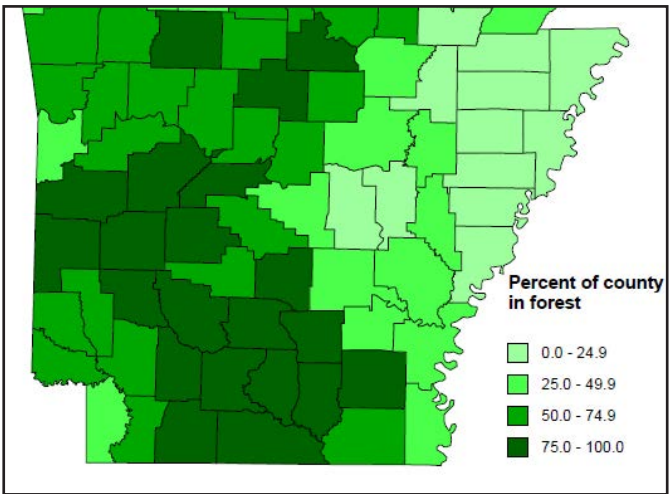 Percent of county
in forest
0.0 - 24.9
25.0 - 49.9
50.0 - 74.9
75.0 - 100.0